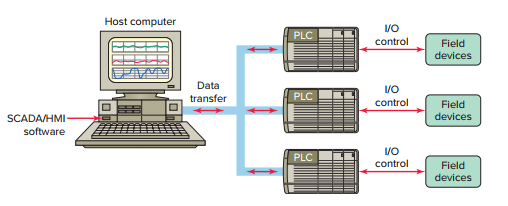 Host computer
SCADA/HMI
software
Data
transfer
PLC
I/O
control
Field
devices
PLC
I/O
control
Field
devices
PLC
I/O
control
Field
devices